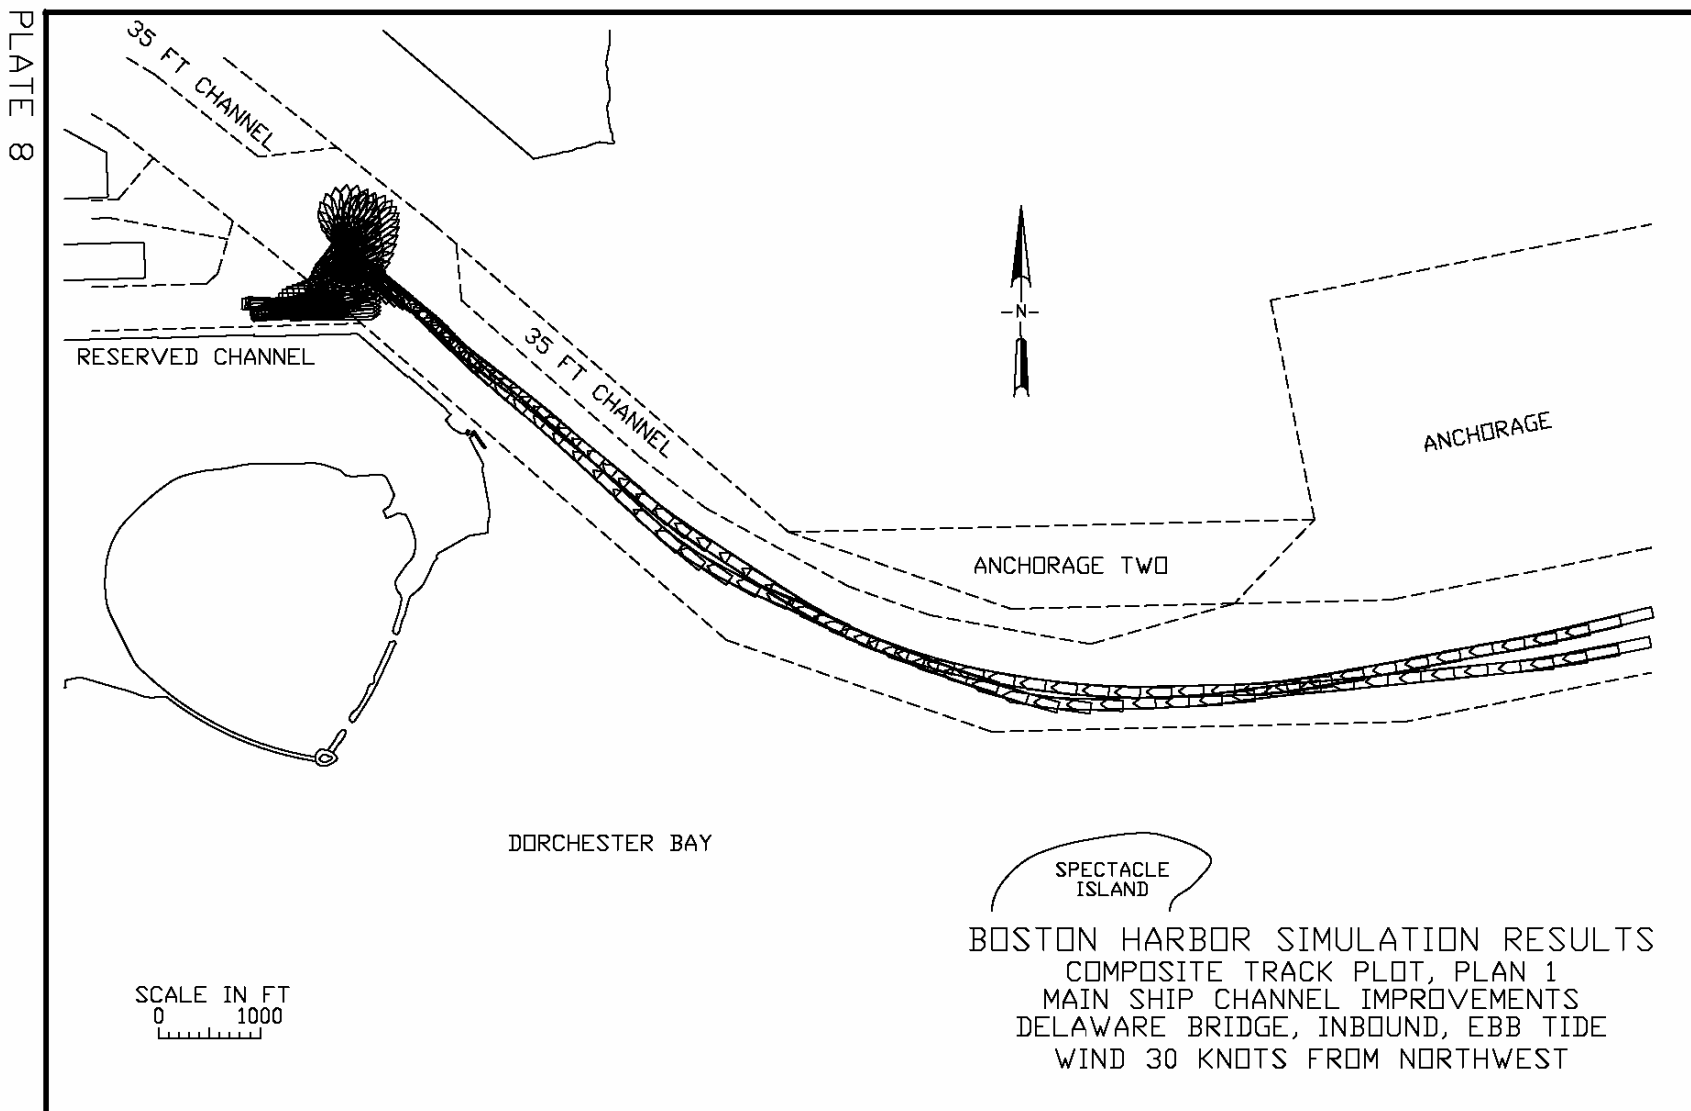 PLATE 8
35 FT CHANNEL
RESERVED CHANNEL
35 FT CHANNEL
-N-
ANCHORAGE
ANCHORAGE TWO
DORCHESTER BAY
SPECTACLE
ISLAND
BOSTON HARBOR SIMULATION RESULTS
COMPOSITE TRACK PLOT, PLAN 1
MAIN SHIP CHANNEL IMPROVEMENTS
DELAWARE BRIDGE, INBOUND, EBB TIDE
WIND 30 KNOTS FROM NORTHWEST
SCALE IN FT
0 1000